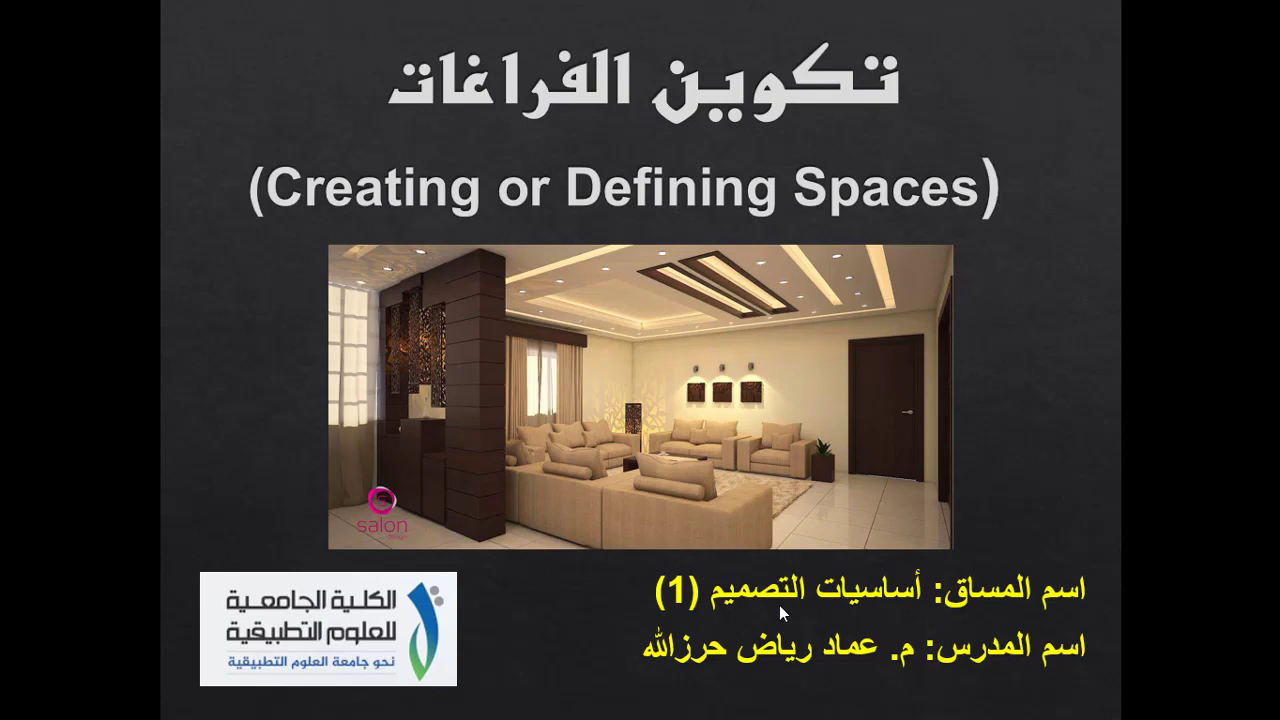 تكوين الفراغات
(Creating or Defining Spaces)
salon
اسم المساق: أساسيات التصميم (1)
اسم المدرس: م. عماد رياض حرزالله
الكلية الجامعية
للعلوم التطبيقية
نحو جامعة العلوم التطبيقية